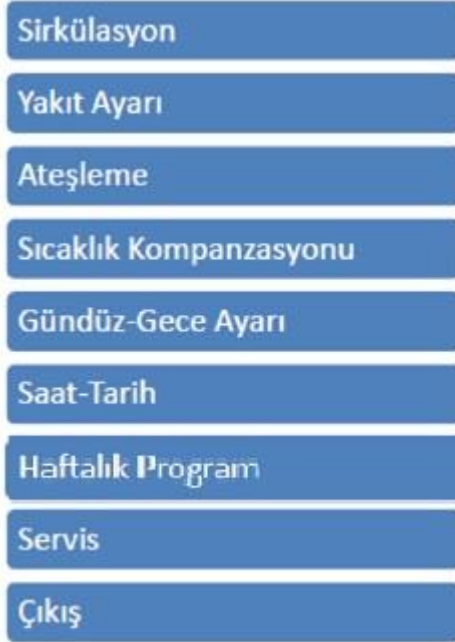 Sirkülasyon
Yakıt Ayarı
Ateşleme
Sıcaklık Kompanzasyonu
Gündüz-Gece Ayarı
Saat-Tarih
Haftalık Program
Servis
Çıkış